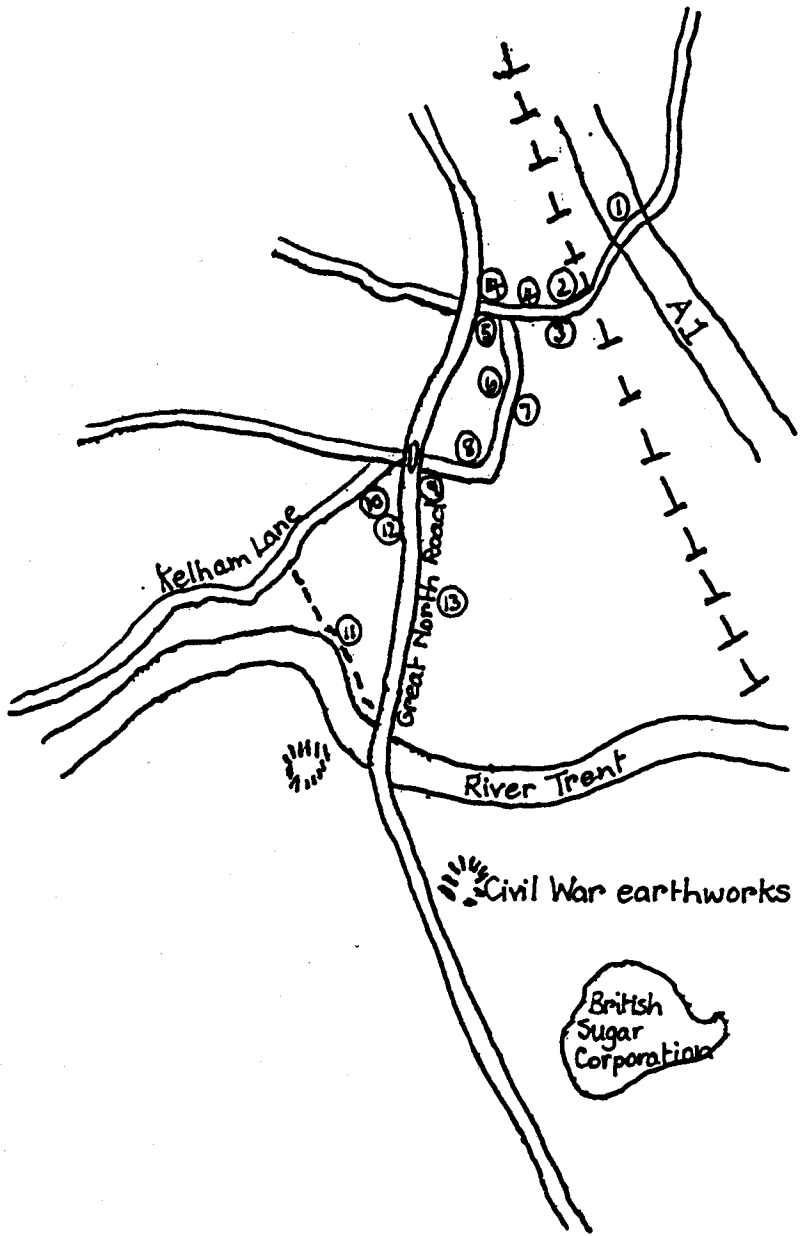 1
A1
14
4
2
5
3
6
7
8
9
10
12
Kelham Lane
Great North Road
13
11
River Trent
Civil War earthworks
British
Sugar
Corporation